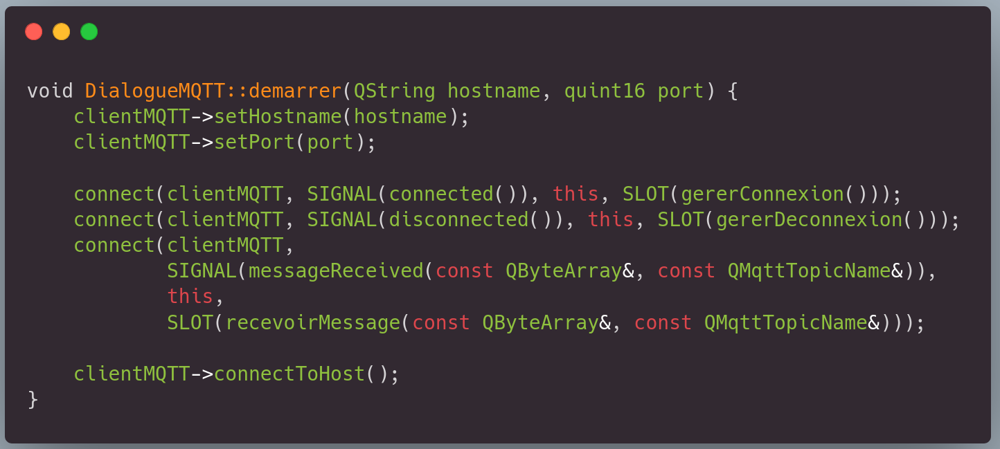 void DialogueMQTT::demarrer(QString hostname, quint16 port) {
    clientMQTT->setHostname(hostname);
    clientMQTT->setPort(port);

    connect(clientMQTT, SIGNAL(connected()), this, SLOT(gererConnexion()));
    connect(clientMQTT, SIGNAL(disconnected()), this, SLOT(gererDeconnexion()));
    connect(clientMQTT,
            SIGNAL(messageReceived(const QByteArray&, const QMqttTopicName&)),
            this,
            SLOT(recevoirMessage(const QByteArray&, const QMqttTopicName&)));

    clientMQTT->connectToHost();
}